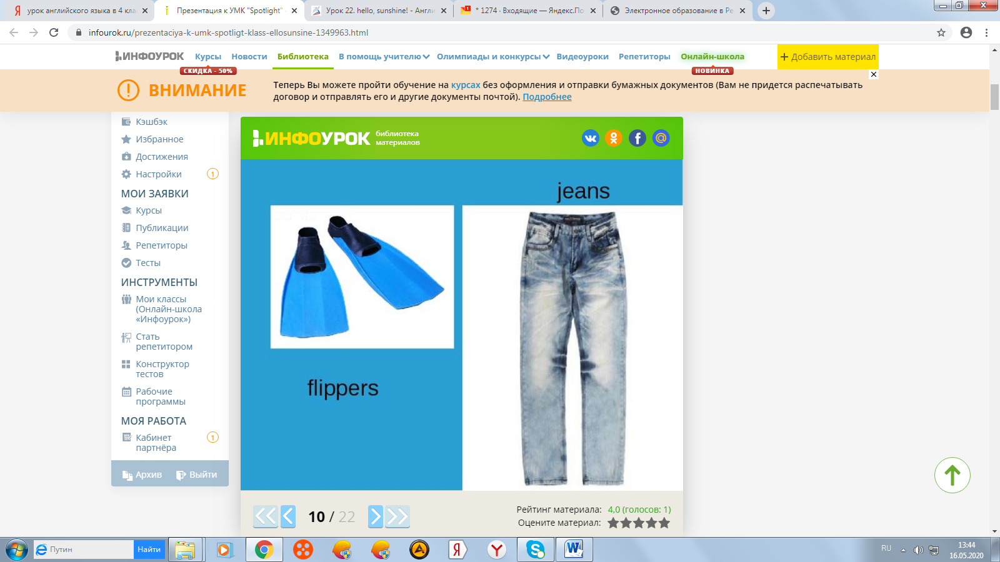 урок английского языка в 4 кла
Презентация к УМК "Spotlight"
Урок 22. hello, sunshine! - Англи
* 1274 · Входящие — Яндекс.По
Электронное образование в Ре
infourok.ru/prezentaciya-k-umk-spotligt-klass-ellosunsine-1349963.html
ИНФОУРОК
Курсы
Новости
Библиотека
В помощь учителю
Олимпиады и конкурсы
Видеоуроки
Репетиторы
Онлайн-школа
+ Добавить материал
СКИДКА - 50%
НОВИНКА
ВНИМАНИЕ
Теперь Вы можете пройти обучение на курсах без оформления и отправки бумажных документов (Вам не придется распечатывать
договор и отправлять его и другие документы почтой). Подробнее
Кэшбэк
Избранное
Достижения
Настройки 1
МОИ ЗАЯВКИ
Курсы
Публикации
Репетиторы
Тесты
ИНСТРУМЕНТЫ
Мои классы
(Онлайн-школа
«Инфоурок»)
Стать
репетитором
Конструктор
тестов
Рабочие
программы
МОЯ РАБОТА
Кабинет 1
партнёра
Архив
Выйти
ИНФОУРОК
библиотека
материалов
jeans
flippers
10 / 22
Рейтинг материала: 4,0 (голосов: 1)
Оцените материал:
Путин
Найти
RU
13:44
16.05.2020